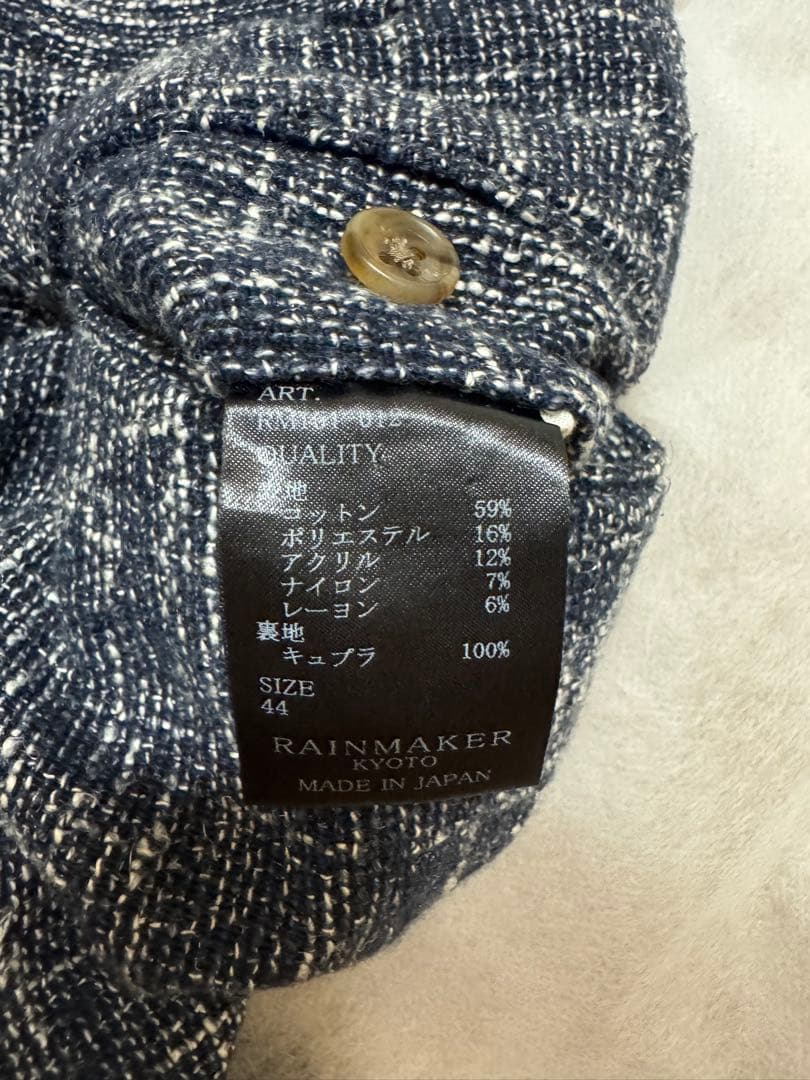 ART.
QUALITY
地
コットン 59%
ポリエステル 16%
アクリル 12%
ナイロン 7%
レーヨン 6%
裏地
キュプラ 100%
SIZE
44
RAINMAKER
KYOTO
MADE IN JAPAN